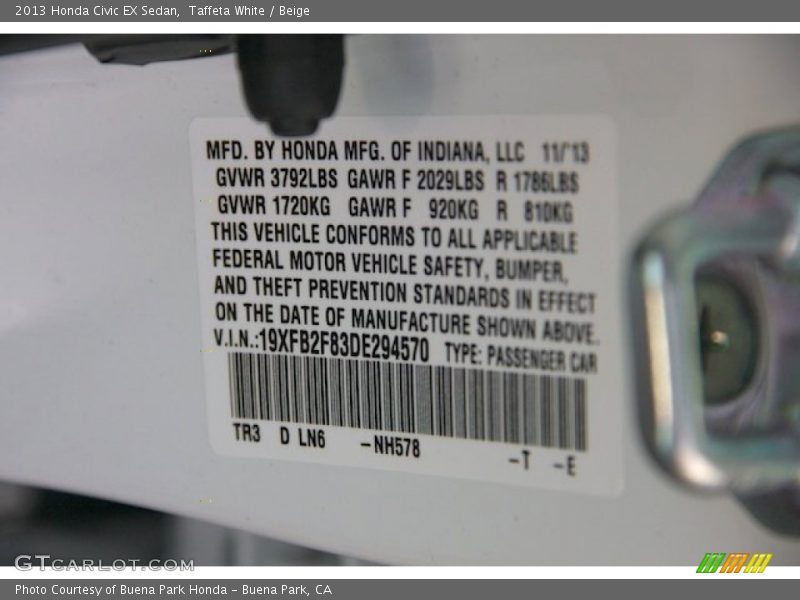 2013 Honda Civic EX Sedan, Taffeta White / Beige
MFD. BY HONDA MFG. OF INDIANA, LLC 11/'13
GVWR 3792LBS GAWR F 2029LBS R 1786LBS
GVWR 1720KG GAWR F 920KG R 810KG
THIS VEHICLE CONFORMS TO ALL APPLICABLE
FEDERAL MOTOR VEHICLE SAFETY, BUMPER,
AND THEFT PREVENTION STANDARDS IN EFFECT
ON THE DATE OF MANUFACTURE SHOWN ABOVE.
V.I.N.:19XFB2F83DE294570 TYPE: PASSENGER CAR
TR3 D LN6 -NH578 -T -E
GTCARLOT.COM
Photo Courtesy of Buena Park Honda - Buena Park, CA